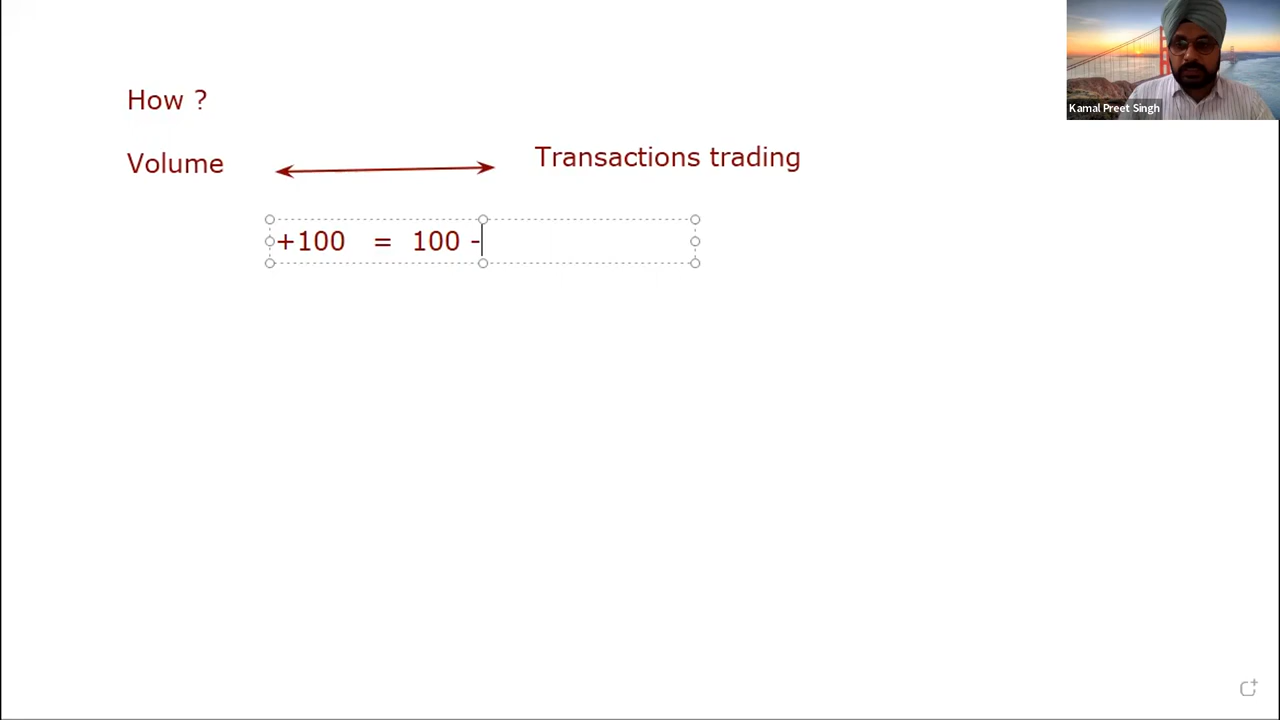 Kamal Preet Singh
How ?
Volume
Transactions trading
+100 = 100 -